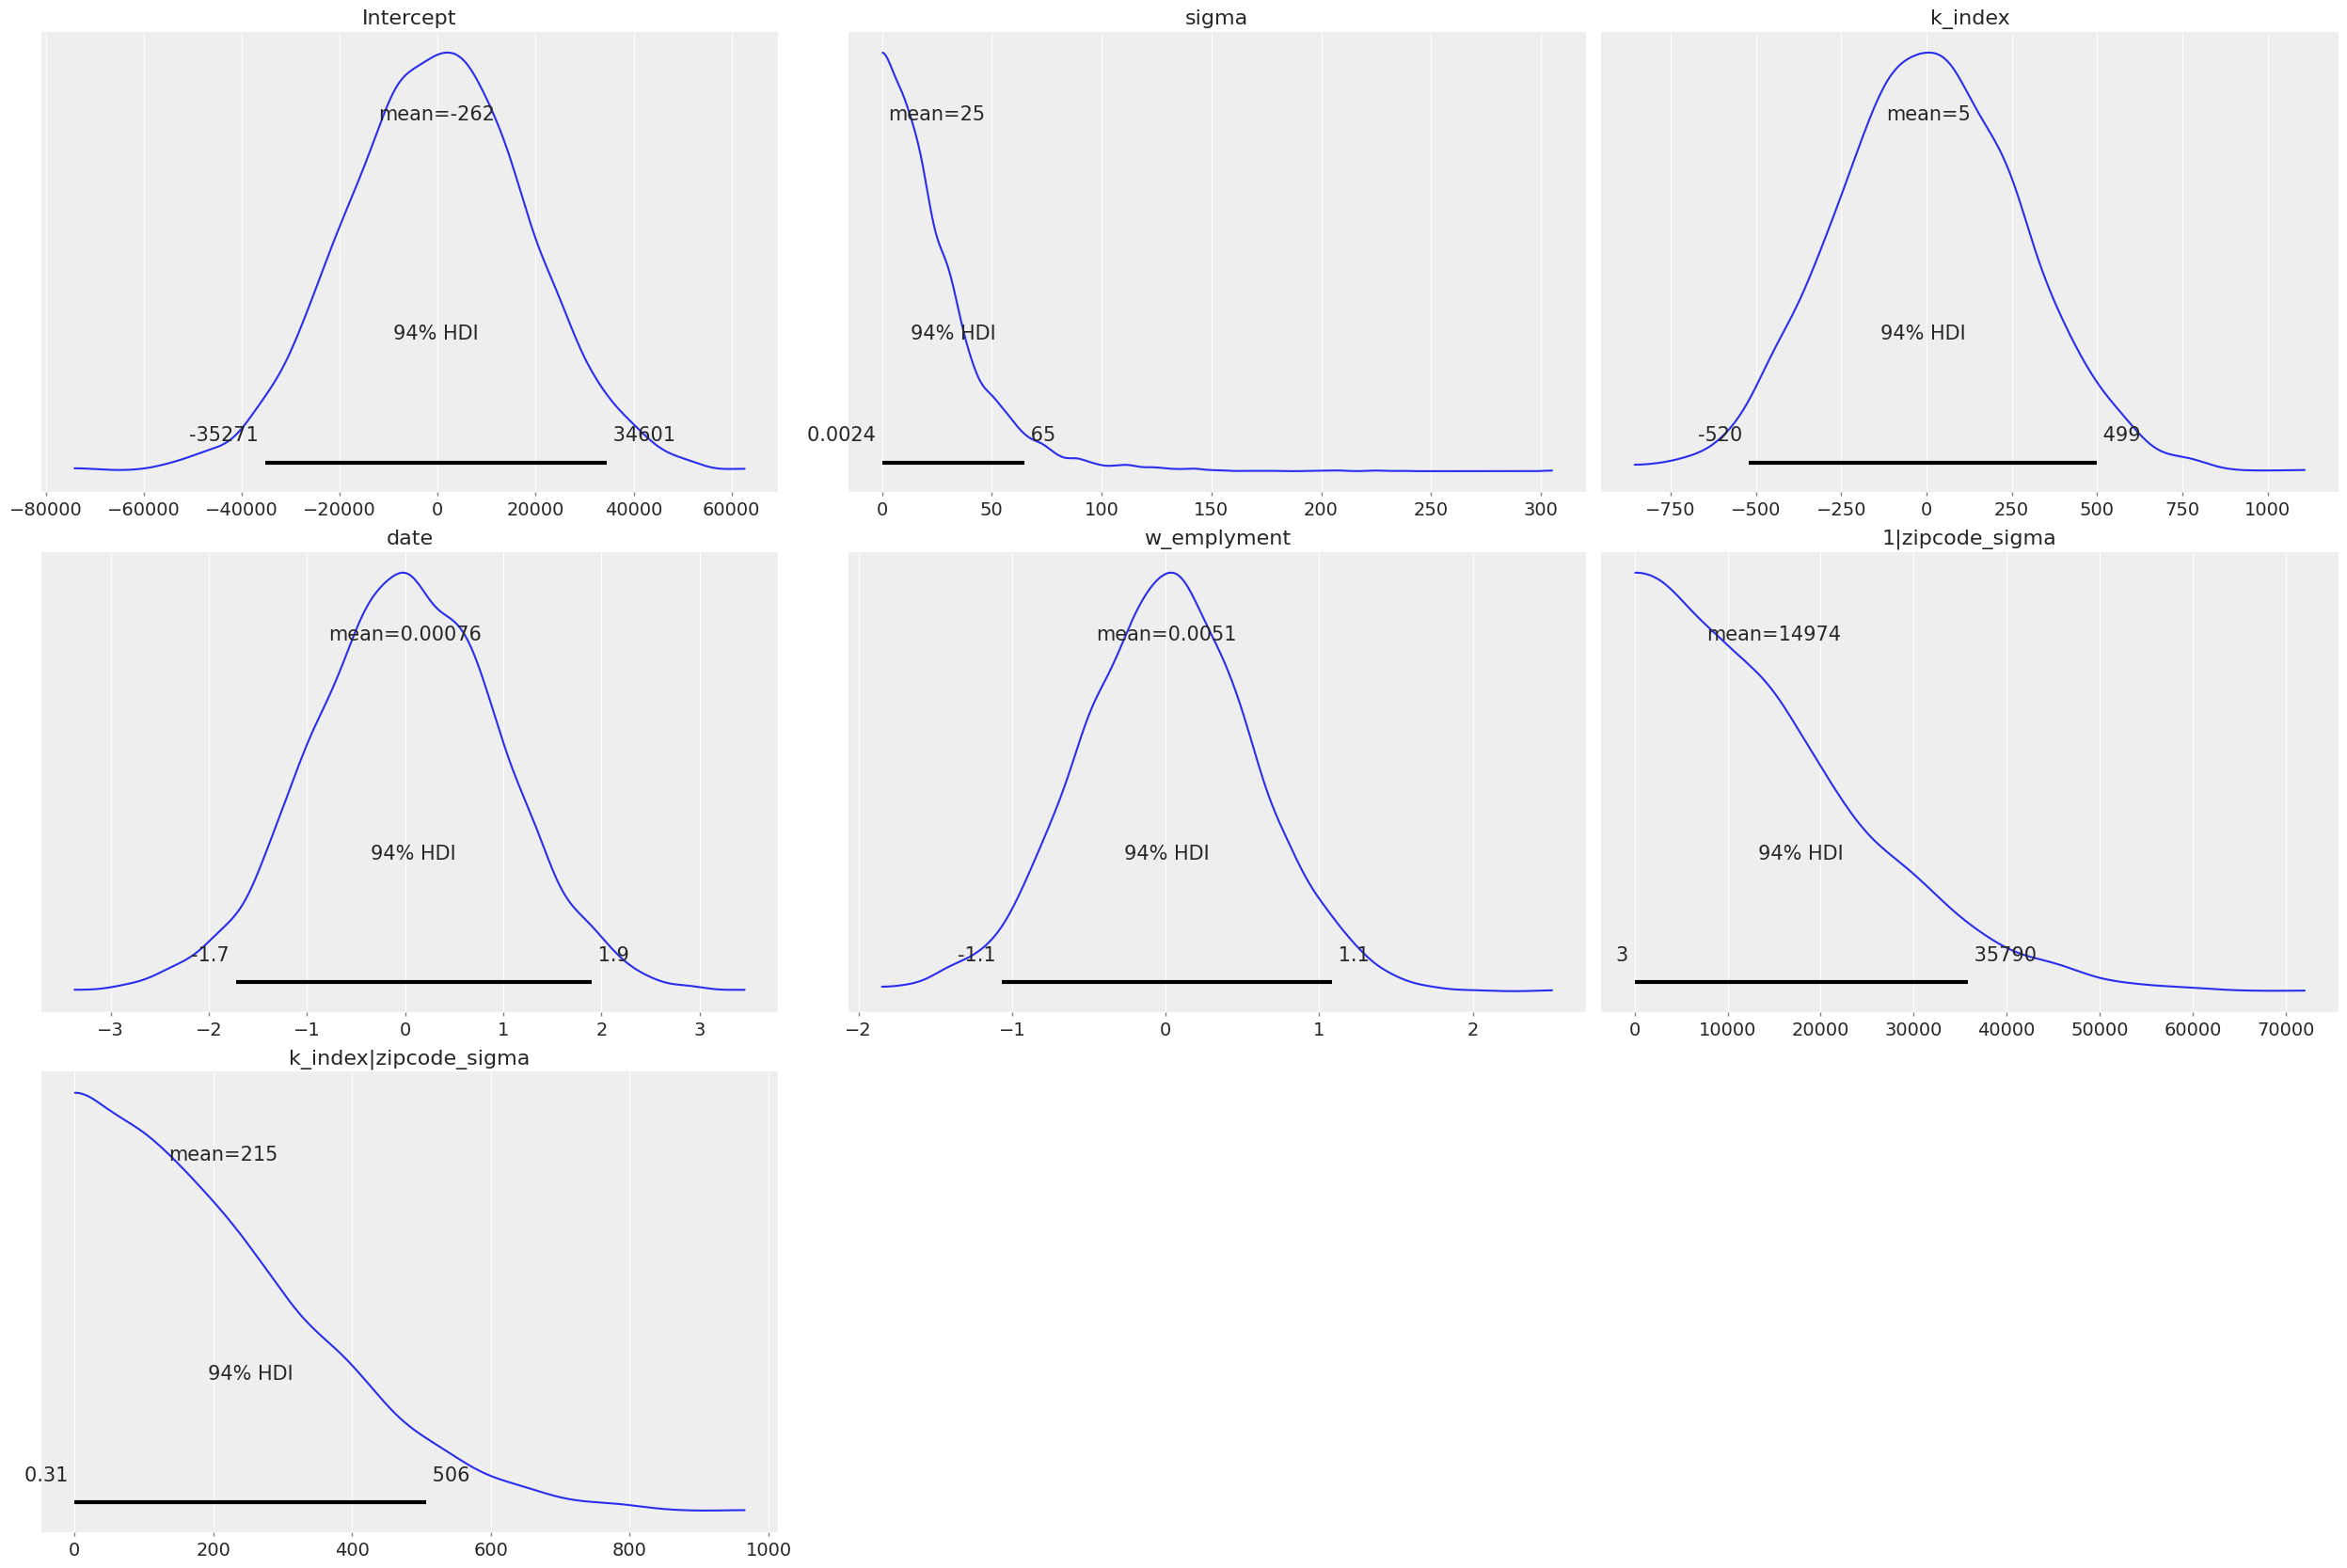 Intercept
mean=-262
94% HDI
-35271
34601
−80000 −60000 −40000 −20000 0 20000 40000 60000
sigma
mean=25
94% HDI
0.0024
65
0 50 100 150 200 250 300
k_index
mean=5
94% HDI
-520
499
−750 −500 −250 0 250 500 750 1000
date
mean=0.00076
94% HDI
-1.7
1.9
−3 −2 −1 0 1 2 3
w_emplyment
mean=0.0051
94% HDI
-1.1
1.1
−2 −1 0 1 2
1|zipcode_sigma
mean=14974
94% HDI
3
35790
0 10000 20000 30000 40000 50000 60000 70000
k_index|zipcode_sigma
mean=215
94% HDI
0.31
506
0 200 400 600 800 1000